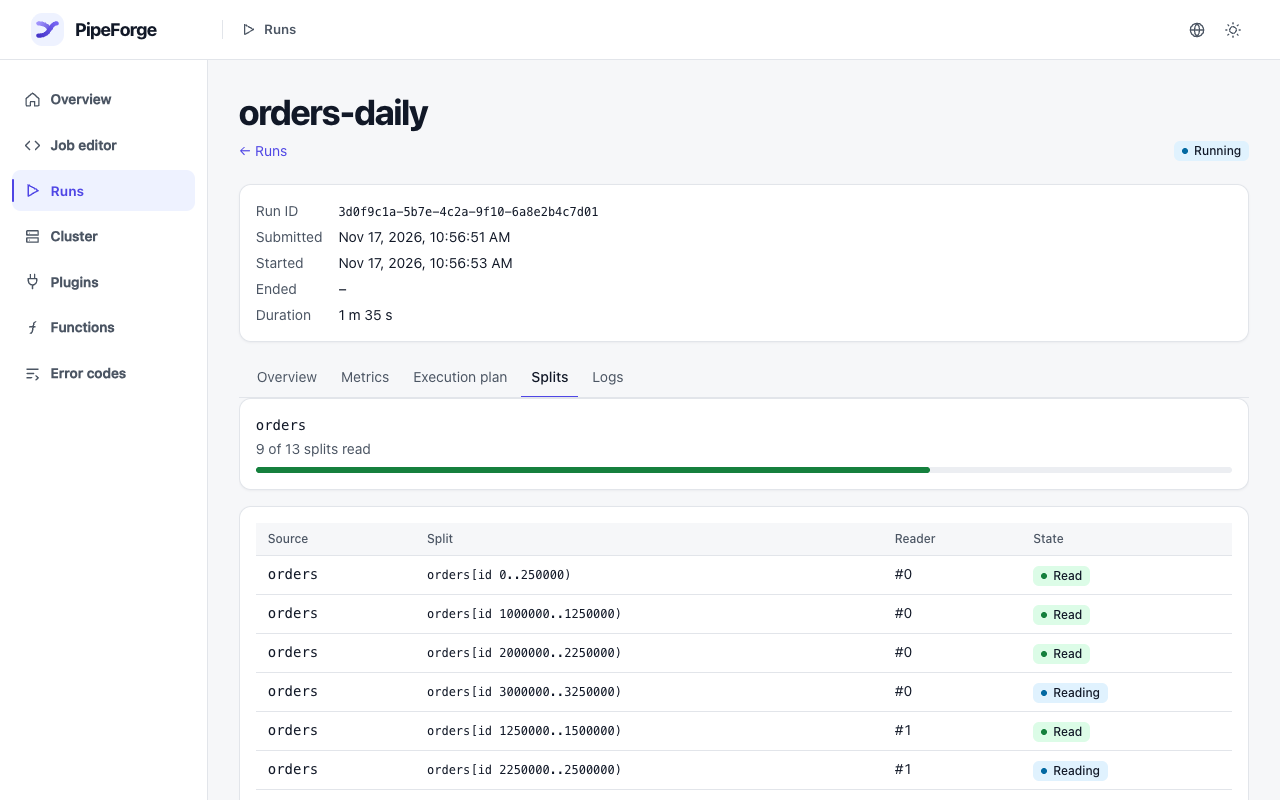 PipeForge
Runs
Overview
Job editor
Runs
Cluster
Plugins
Functions
Error codes
orders-daily
← Runs
Running
Run ID 3d0f9c1a-5b7e-4c2a-9f10-6a8e2b4c7d01
Submitted Nov 17, 2026, 10:56:51 AM
Started Nov 17, 2026, 10:56:53 AM
Ended –
Duration 1 m 35 s
Overview Metrics Execution plan Splits Logs
orders
9 of 13 splits read
Source Split Reader State
orders orders[id 0..250000) #0 Read
orders orders[id 1000000..1250000) #0 Read
orders orders[id 2000000..2250000) #0 Read
orders orders[id 3000000..3250000) #0 Reading
orders orders[id 1250000..1500000) #1 Read
orders orders[id 2250000..2500000) #1 Reading